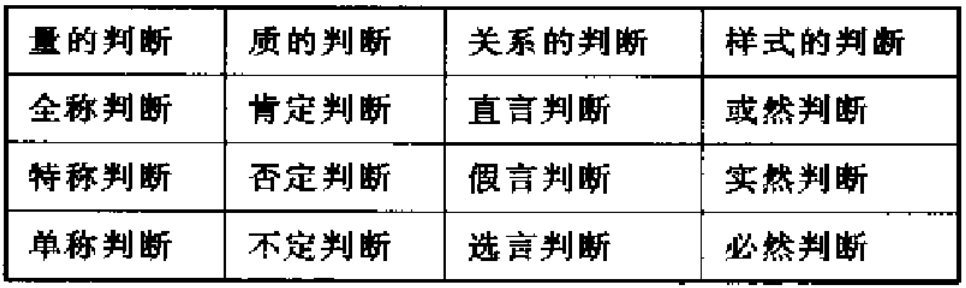 量的判断 质的判断 关系的判断 样式的判断
全称判断 肯定判断 直言判断 或然判断
特称判断 否定判断 假言判断 实然判断
单称判断 不定判断 选言判断 必然判断